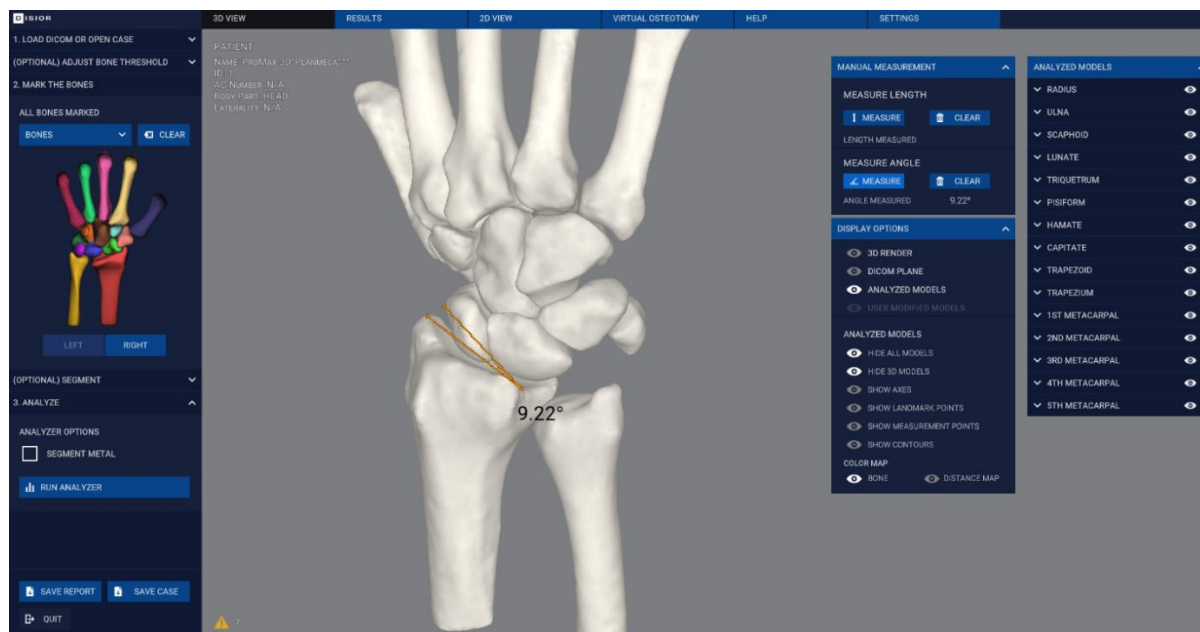 DISIOR
3D VIEW
RESULTS
2D VIEW
VIRTUAL OSTEOTOMY
HELP
SETTINGS
1. LOAD DICOM OR OPEN CASE
(OPTIONAL) ADJUST BONE THRESHOLD
2. MARK THE BONES
ALL BONES MARKED
BONES
CLEAR
LEFT
RIGHT
(OPTIONAL) SEGMENT
3. ANALYZE
ANALYZER OPTIONS
SEGMENT METAL
RUN ANALYZER
SAVE REPORT
SAVE CASE
QUIT
PATIENT
NAME: PROMAX 3D^PLANMECA^^^
ID: 1
AC NUMBER: N/A
BODY PART: HEAD
LATERALITY: N/A
9.22°
MANUAL MEASUREMENT
MEASURE LENGTH
MEASURE
CLEAR
LENGTH MEASURED
MEASURE ANGLE
MEASURE
CLEAR
ANGLE MEASURED 9.22°
DISPLAY OPTIONS
3D RENDER
DICOM PLANE
ANALYZED MODELS
USER MODIFIED MODELS
ANALYZED MODELS
HIDE ALL MODELS
HIDE 3D MODELS
SHOW AXES
SHOW LANDMARK POINTS
SHOW MEASUREMENT POINTS
SHOW CONTOURS
COLOR MAP
BONE
DISTANCE MAP
ANALYZED MODELS
RADIUS
ULNA
SCAPHOID
LUNATE
TRIQUETRUM
PISIFORM
HAMATE
CAPITATE
TRAPEZOID
TRAPEZIUM
1ST METACARPAL
2ND METACARPAL
3RD METACARPAL
4TH METACARPAL
5TH METACARPAL